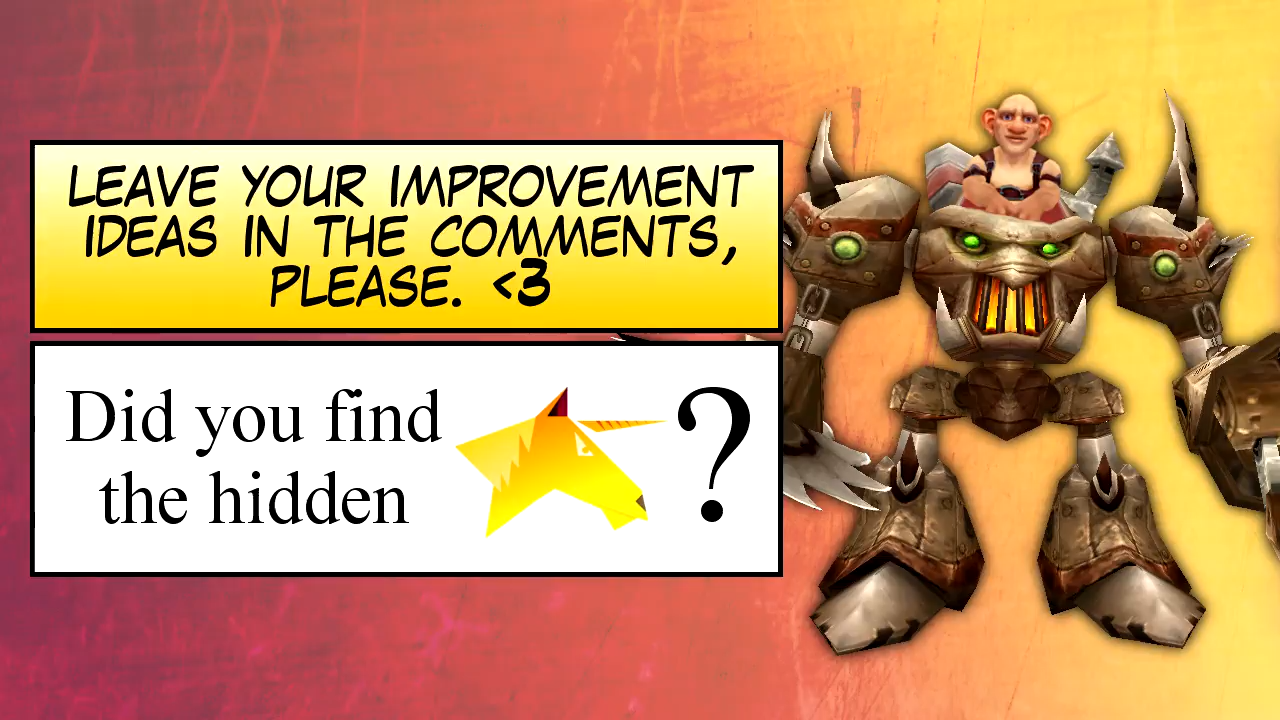 LEAVE YOUR IMPROVEMENT
IDEAS IN THE COMMENTS,
PLEASE. <3
Did you find
the hidden ?